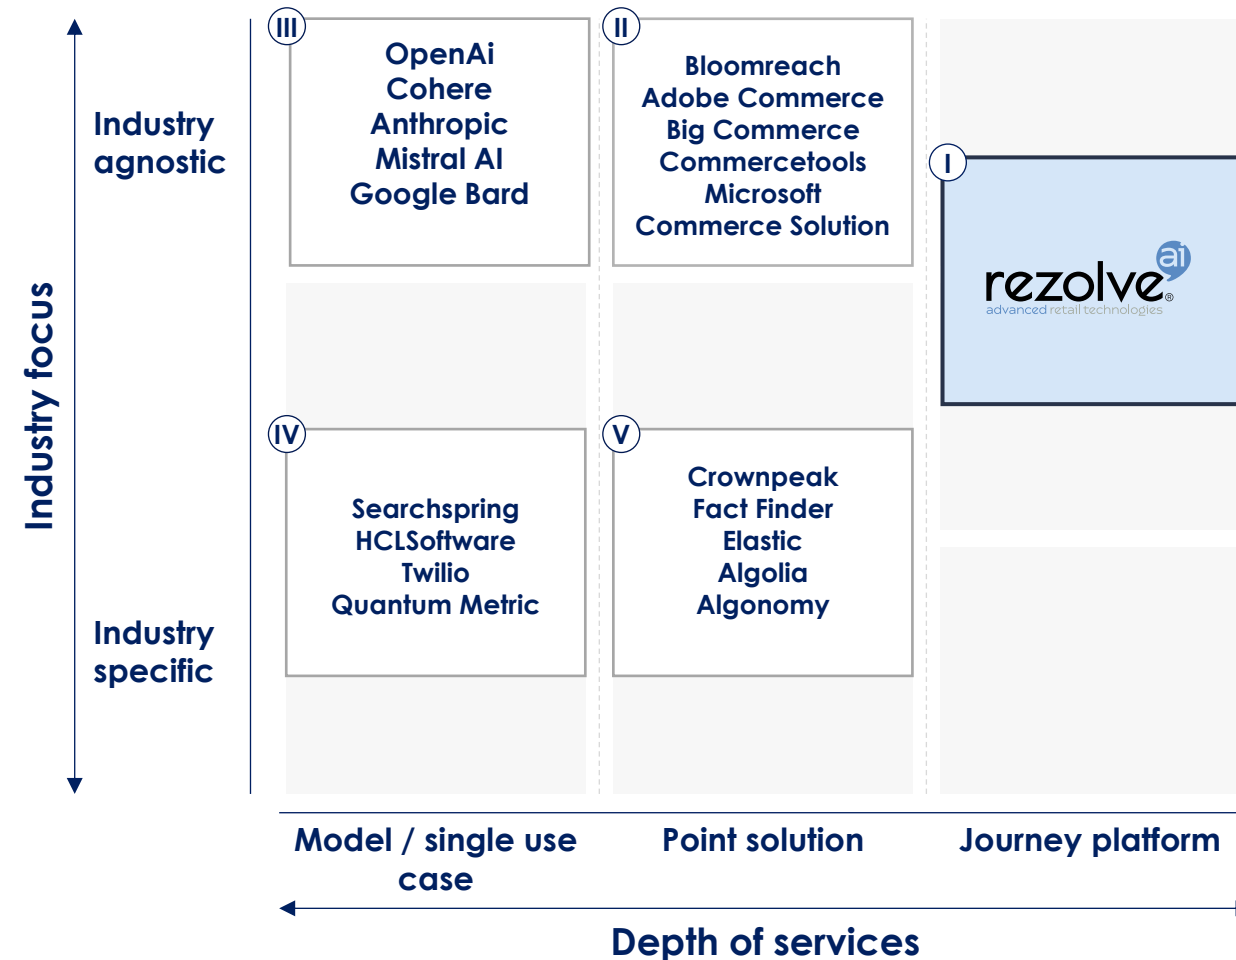 III
OpenAi
Cohere
Anthropic
Mistral AI
Google Bard
II
Bloomreach
Adobe Commerce
Big Commerce
Commercetools
Microsoft
Commerce Solution
I
rezolve ai ®
advanced retail technologies
Industry
agnostic
Industry focus
IV
Searchspring
HCLSoftware
Twilio
Quantum Metric
V
Crownpeak
Fact Finder
Elastic
Algolia
Algonomy
Industry
specific
Model / single use
case
Point solution
Journey platform
Depth of services